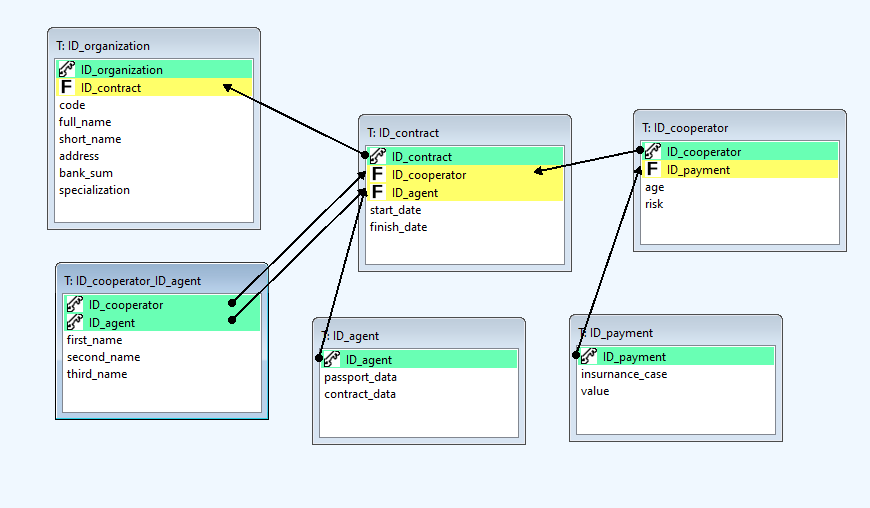 T: ID_organization
ID_organization
F ID_contract
code
full_name
short_name
address
bank_sum
specialization
T: ID_contract
ID_contract
F ID_cooperator
F ID_agent
start_date
finish_date
T: ID_cooperator
ID_cooperator
F ID_payment
age
risk
T: ID_cooperator_ID_agent
ID_cooperator
ID_agent
first_name
second_name
third_name
T: ID_agent
ID_agent
passport_data
contract_data
T: ID_payment
ID_payment
insurnance_case
value